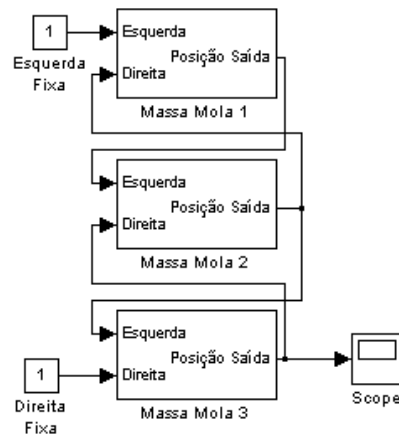 1
Esquerda
Fixa
Esquerda
Direita
Posição Saída
Massa Mola 1
Esquerda
Direita
Posição Saída
Massa Mola 2
Esquerda
Direita
Posição Saída
Massa Mola 3
1
Direita
Fixa
Scope